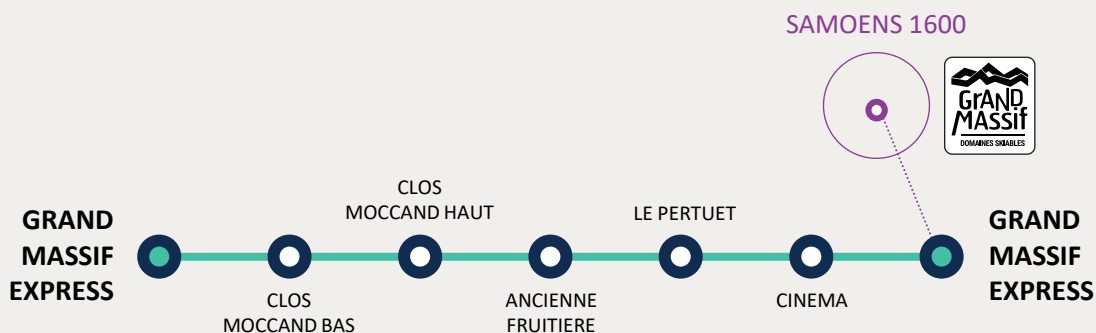 SAMOENS 1600
GrAND
MASSif
DOMAINES SKIABLES
GRAND
MASSIF
EXPRESS
CLOS
MOCCAND BAS
CLOS
MOCCAND HAUT
ANCIENNE
FRUITIERE
LE PERTUET
CINEMA
GRAND
MASSIF
EXPRESS